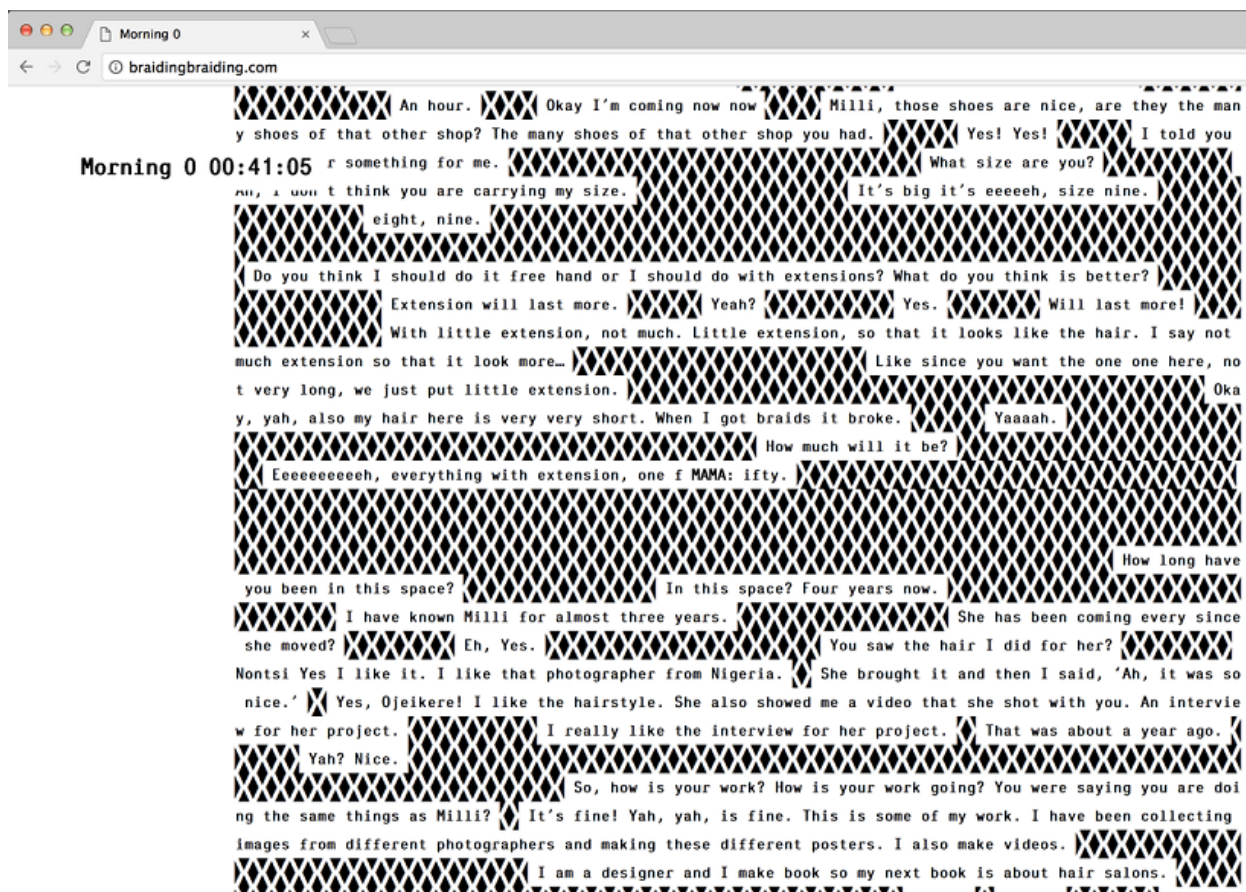 Morning 0
braidingbraiding.com
An hour. Okay I'm coming now now Milli, those shoes are nice, are they the man
y shoes of that other shop? The many shoes of that other shop you had. Yes! Yes! I told you
Morning 0 00:41:05 r something for me. What size are you?
t think you are carrying my size. It's big it's eeeeeh, size nine.
eight, nine.
Do you think I should do it free hand or I should do with extensions? What do you think is better?
Extension will last more. Yeah? Yes. Will last more!
With little extension, not much. Little extension, so that it looks like the hair. I say not
much extension so that it look more… Like since you want the one one here, no
t very long, we just put little extension. Oka
y, yah, also my hair here is very very short. When I got braids it broke. Yaaaah.
How much will it be?
Eeeeeeeeeeh, everything with extension, one f MAMA: ifty.
How long have
you been in this space? In this space? Four years now.
I have known Milli for almost three years. She has been coming every since
she moved? Eh, Yes. You saw the hair I did for her?
Nontsi Yes I like it. I like that photographer from Nigeria. She brought it and then I said, ‘Ah, it was so
nice.’ Yes, Ojeikere! I like the hairstyle. She also showed me a video that she shot with you. An intervie
w for her project. I really like the interview for her project. That was about a year ago.
Yah? Nice.
So, how is your work? How is your work going? You were saying you are doi
ng the same things as Milli? It's fine! Yah, yah, is fine. This is some of my work. I have been collecting
images from different photographers and making these different posters. I also make videos.
I am a designer and I make book so my next book is about hair salons.